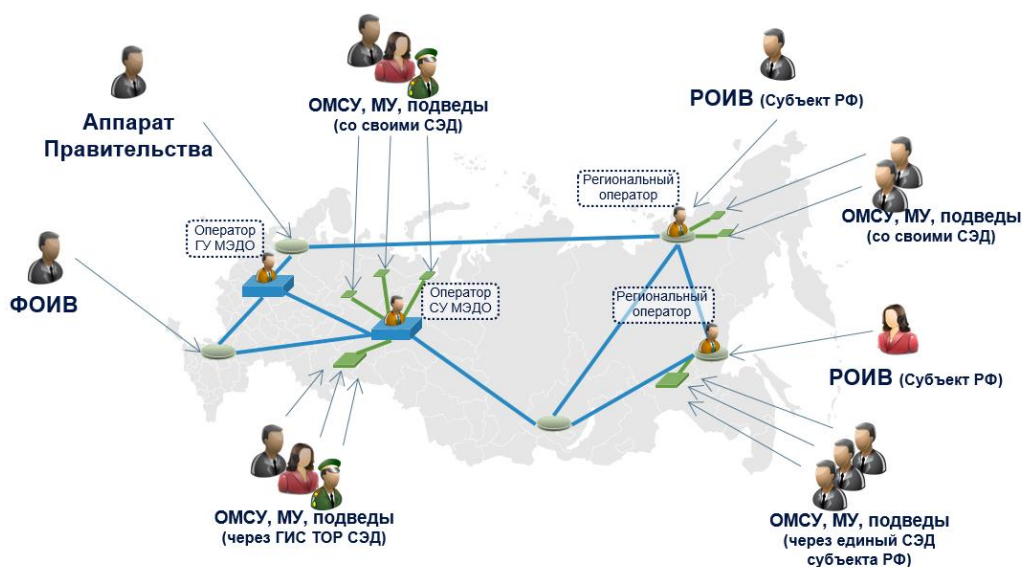 Аппарат
Правительства
ОМСУ, МУ, подведы
(со своими СЭД)
РОИВ (Субъект РФ)
Региональный
оператор
ОМСУ, МУ, подведы
(со своими СЭД)
Оператор
ГУ МЭДО
ФОИВ
Оператор
СУ МЭДО
Региональный
оператор
РОИВ (Субъект РФ)
ОМСУ, МУ, подведы
(через ГИС ТОР СЭД)
ОМСУ, МУ, подведы
(через единый СЭД
субъекта РФ)